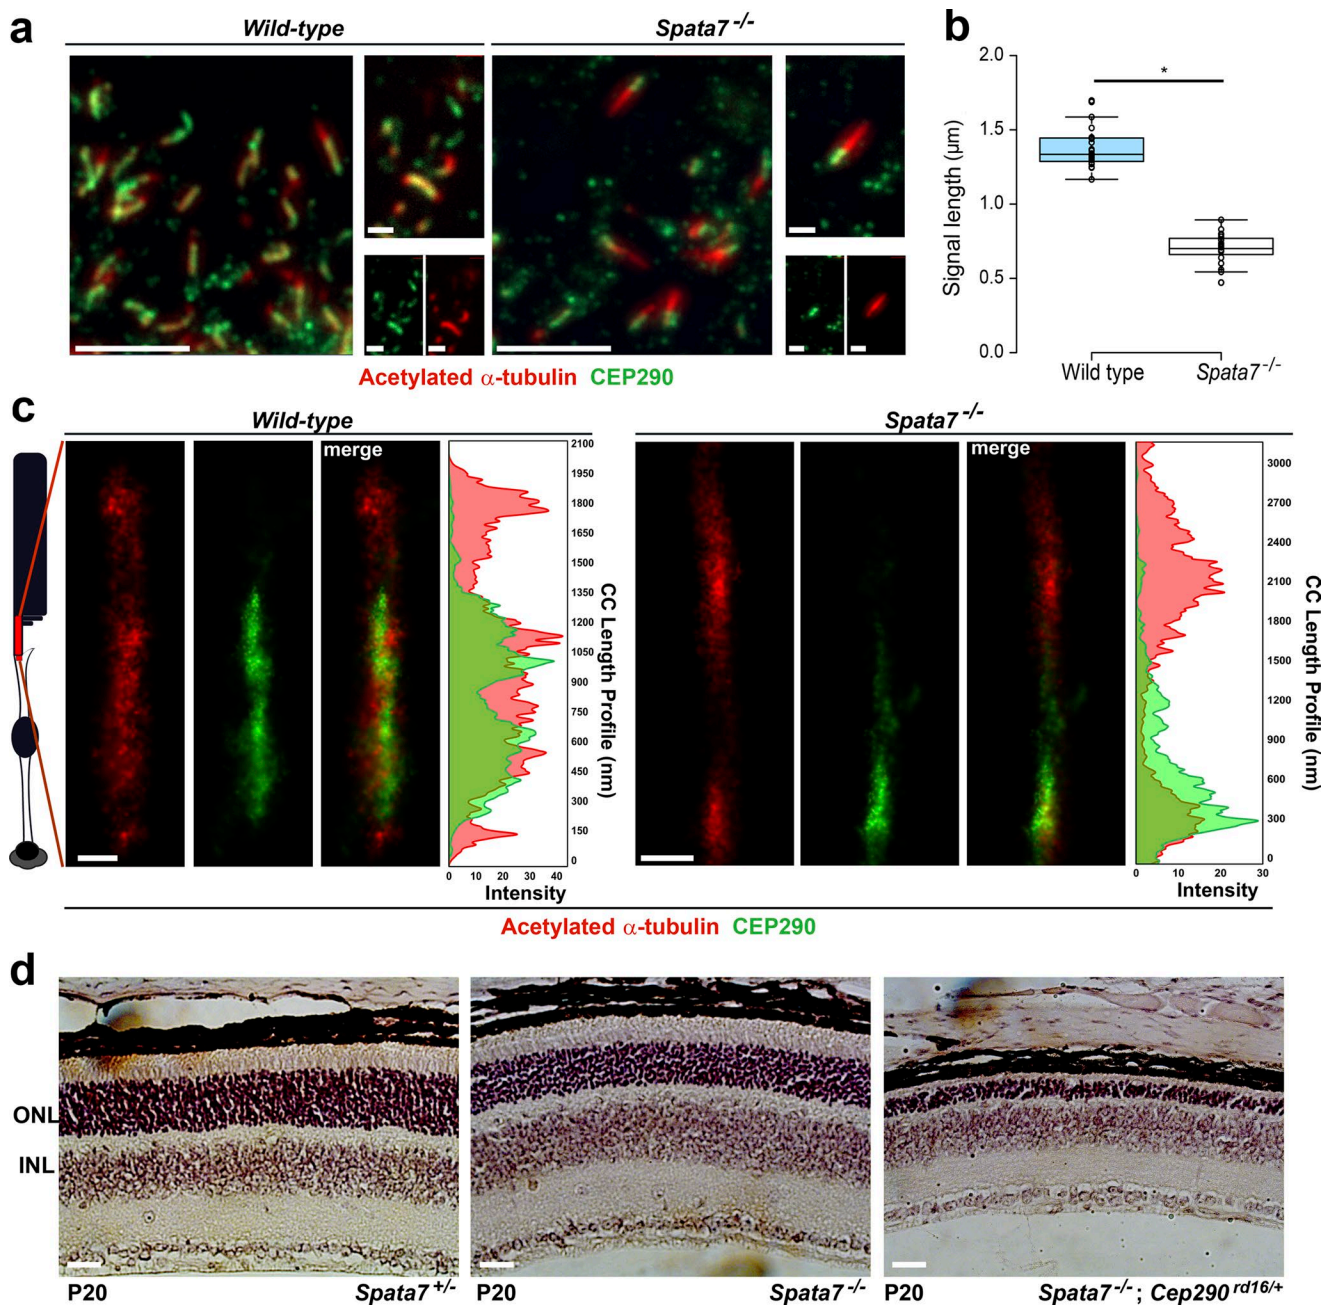 a
Wild-type
Spata7-/-
Acetylated α-tubulin CEP290
b
2.0
1.5
1.0
0.5
0.0
Signal length (μm)
*
Wild type
Spata7-/-
c
Wild-type
Spata7-/-
merge
2100
1950
1800
1650
1500
1350
1200
1050
900
750
600
450
300
150
0
CC Length Profile (nm)
0 10 20 30 40
Intensity
merge
3000
2700
2400
2100
1800
1500
1200
900
600
300
0
CC Length Profile (nm)
0 10 20 30
Intensity
Acetylated α-tubulin CEP290
d
ONL
INL
P20 Spata7+/-
P20 Spata7-/-
P20 Spata7-/-; Cep290rd16/+